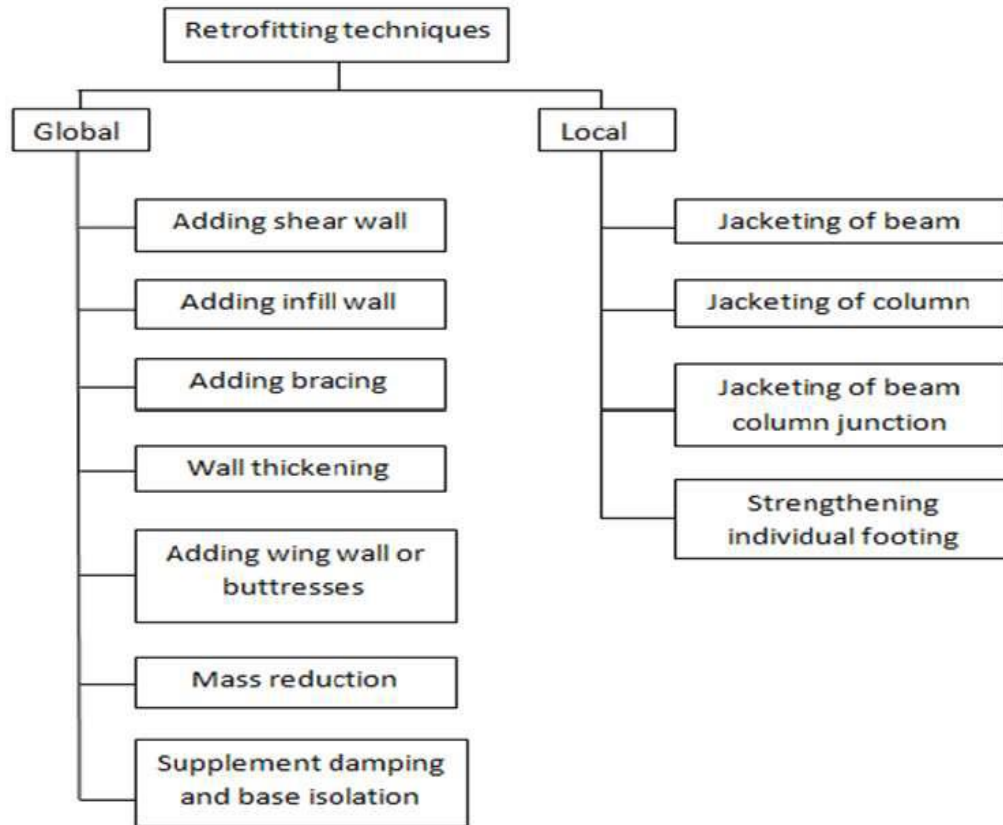 Retrofitting techniques
Global
Local
Adding shear wall
Adding infill wall
Adding bracing
Wall thickening
Adding wing wall or
buttresses
Mass reduction
Supplement damping
and base isolation
Jacketing of beam
Jacketing of column
Jacketing of beam
column junction
Strengthening
individual footing